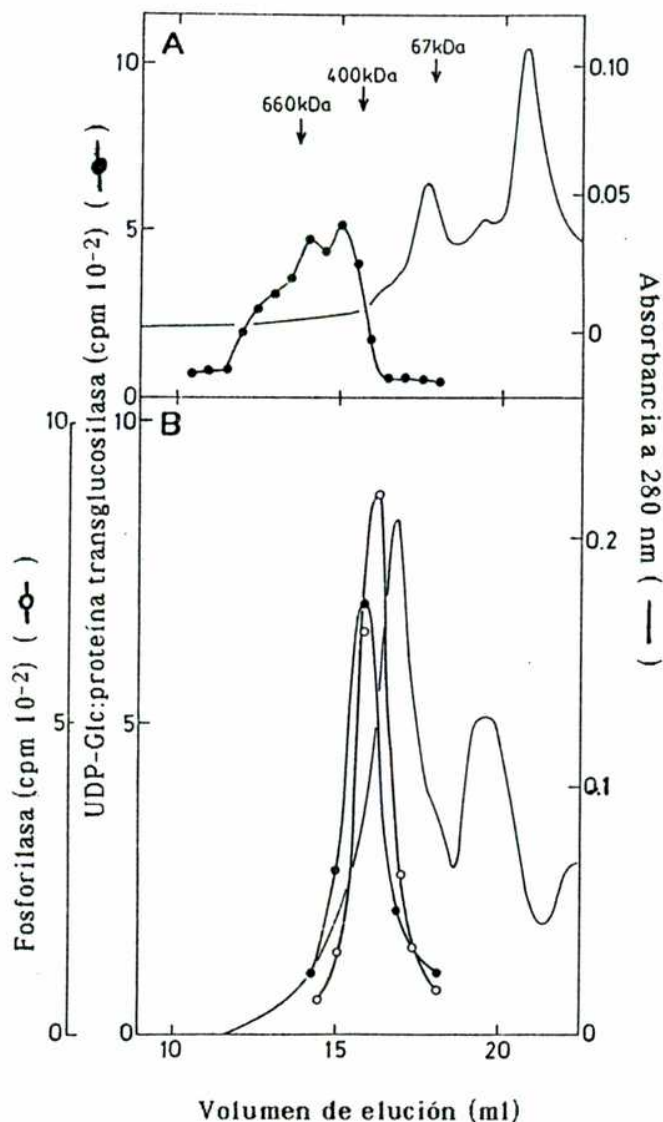 A
660kDa
400kDa
67kDa
10
5
0
0.10
0.05
0
UDP-Glc:proteína transglucosilasa (cpm 10-2) ( )
Absorbancia a 280 nm ( )
B
10
5
0
10
5
0
0.2
0.1
0
Fosforilasa (cpm 10-2) ( )
10
15
20
Volumen de elución (ml)